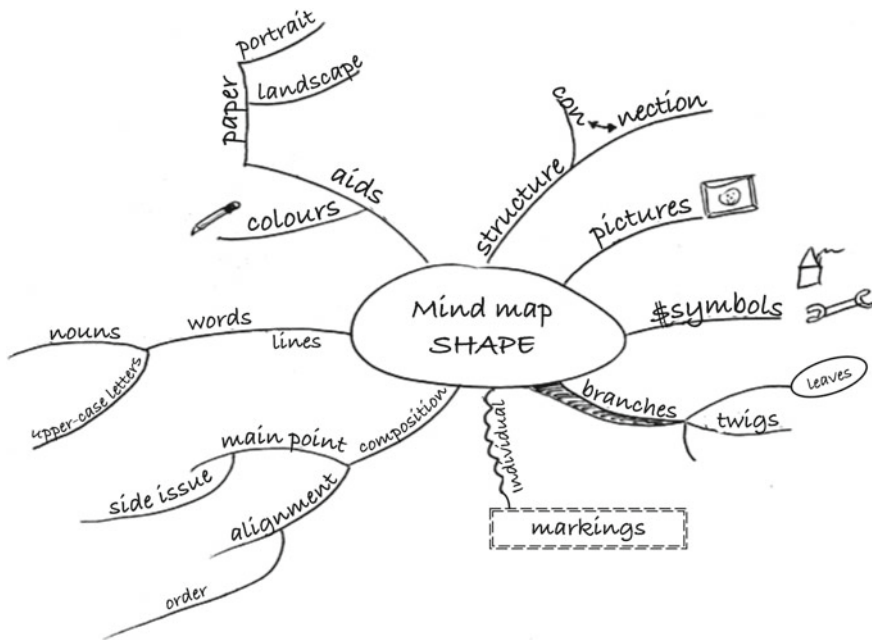 portrait
landscape
paper
aids
colours
con nection
structure
pictures
$symbols
Mind map
SHAPE
words
lines
nouns
upper-case letters
branches
leaves
twigs
individual
markings
composition
main point
side issue
alignment
order